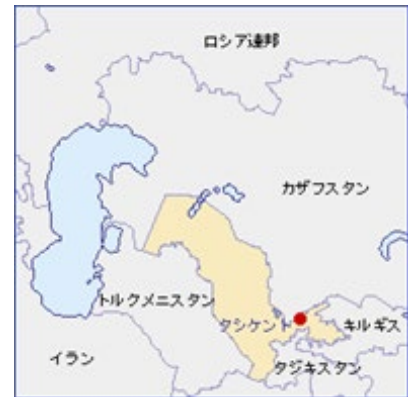 ロシア連邦
カザフスタン
トルクメニスタン
タシケント
キルギス
イラン
タジキスタン